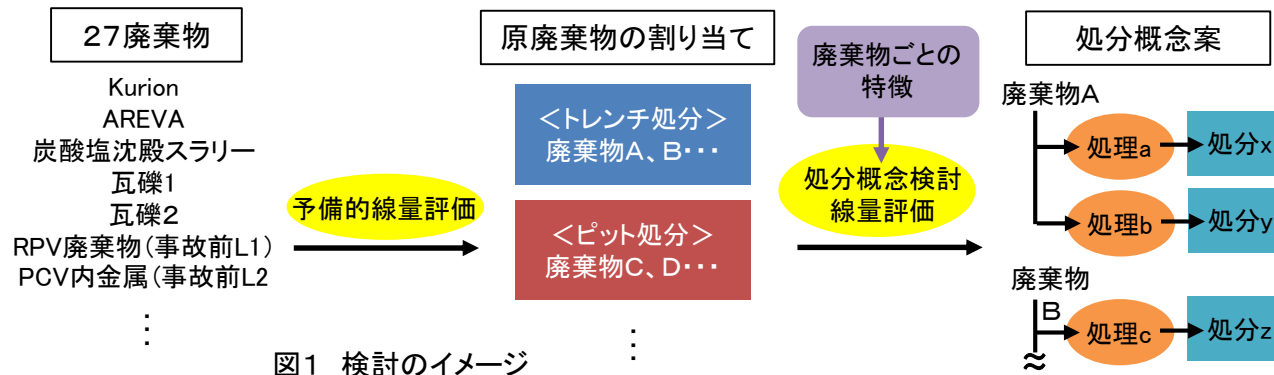 27廃棄物
Kurion
AREVA
炭酸塩沈殿スラリー
瓦礫1
瓦礫2
RPV廃棄物(事故前L1)
PCV内金属(事故前L2
⋮
予備的線量評価
原廃棄物の割り当て
<トレンチ処分>
廃棄物A、B・・・
<ピット処分>
廃棄物C、D・・・
⋮
廃棄物ごとの
特徴
処分概念検討
線量評価
処分概念案
廃棄物A
処理a
処分x
処理b
処分y
廃棄物
B
処理c
処分z
図1 検討のイメージ